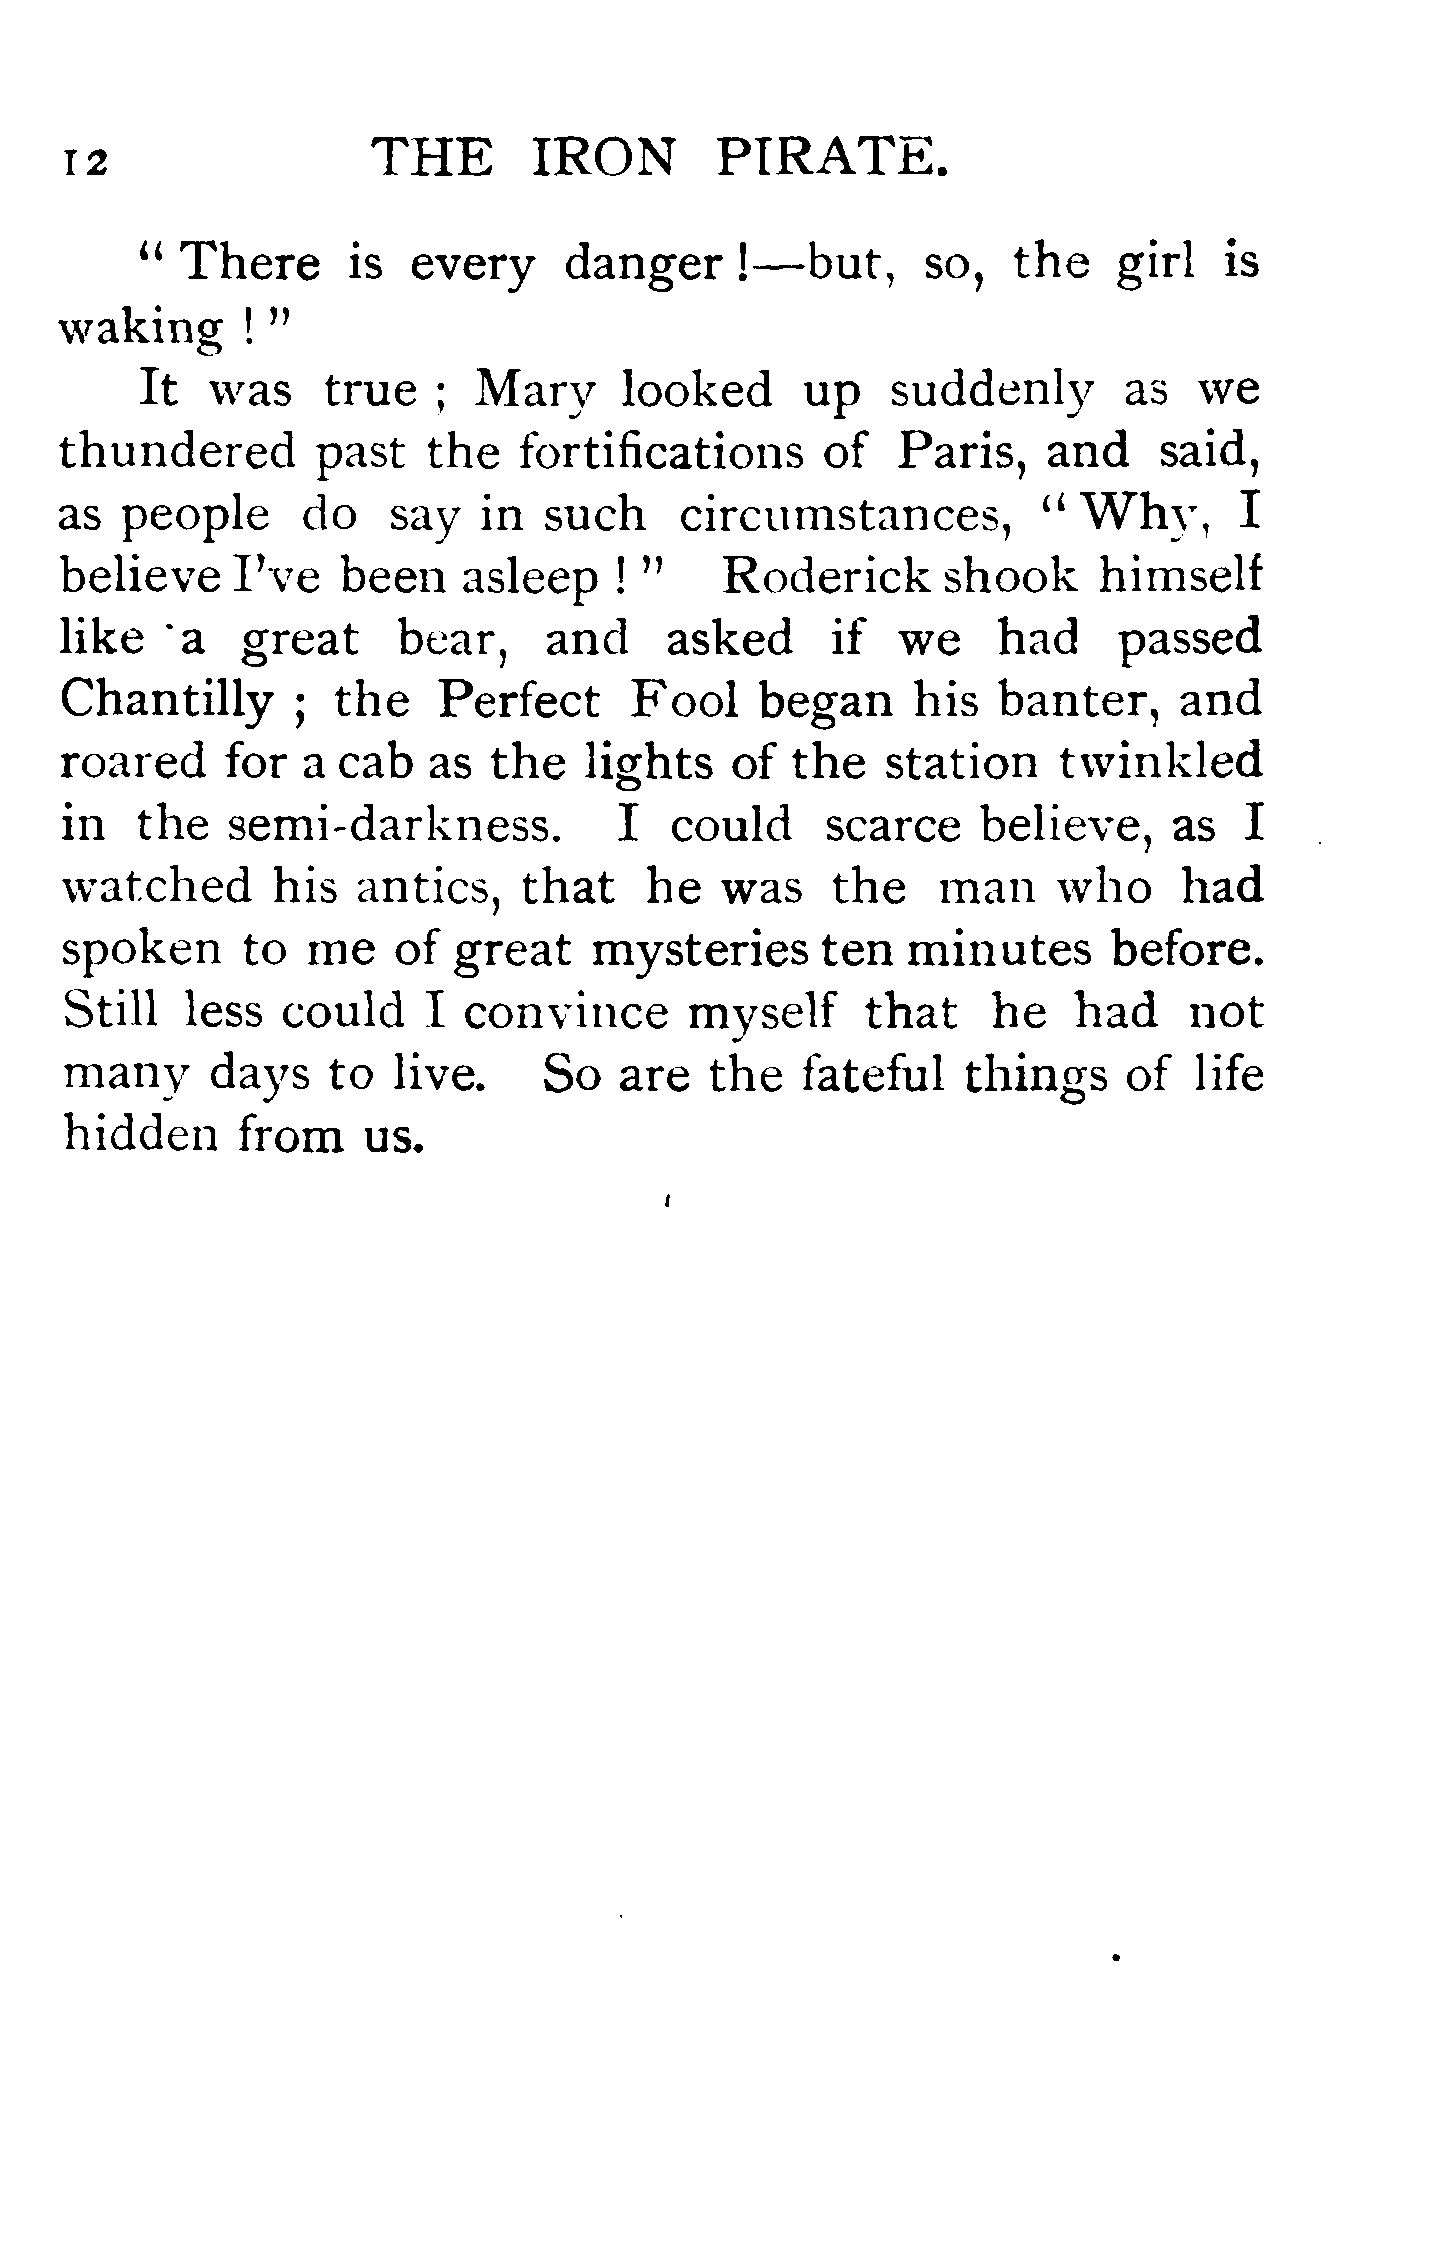 12 THE IRON PIRATE.
“ There is every danger !—but, so, the girl is
waking ! ”
It was true ; Mary looked up suddenly as we
thundered past the fortifications of Paris, and said,
as people do say in such circumstances, “ Why, I
believe I’ve been asleep ! ” Roderick shook himself
like a great bear, and asked if we had passed
Chantilly ; the Perfect Fool began his banter, and
roared for a cab as the lights of the station twinkled
in the semi-darkness. I could scarce believe, as I
watched his antics, that he was the man who had
spoken to me of great mysteries ten minutes before.
Still less could I convince myself that he had not
many days to live. So are the fateful things of life
hidden from us.